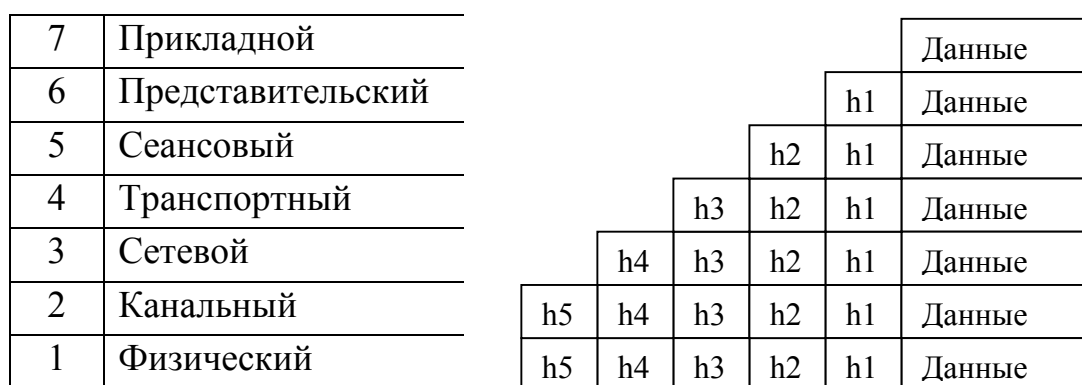 7 Прикладной Данные
6 Представительский h1 Данные
5 Сеансовый h2 h1 Данные
4 Транспортный h3 h2 h1 Данные
3 Сетевой h4 h3 h2 h1 Данные
2 Канальный h5 h4 h3 h2 h1 Данные
1 Физический h5 h4 h3 h2 h1 Данные